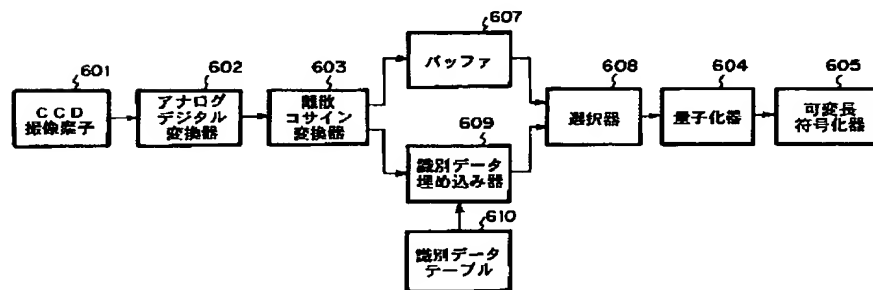 601
CCD
撮像素子
602
アナログ
デジタル
変換器
603
離散
コサイン
変換器
607
バッファ
609
識別データ
埋め込み器
610
識別データ
テーブル
608
選択器
604
量子化器
605
可変長
符号化器